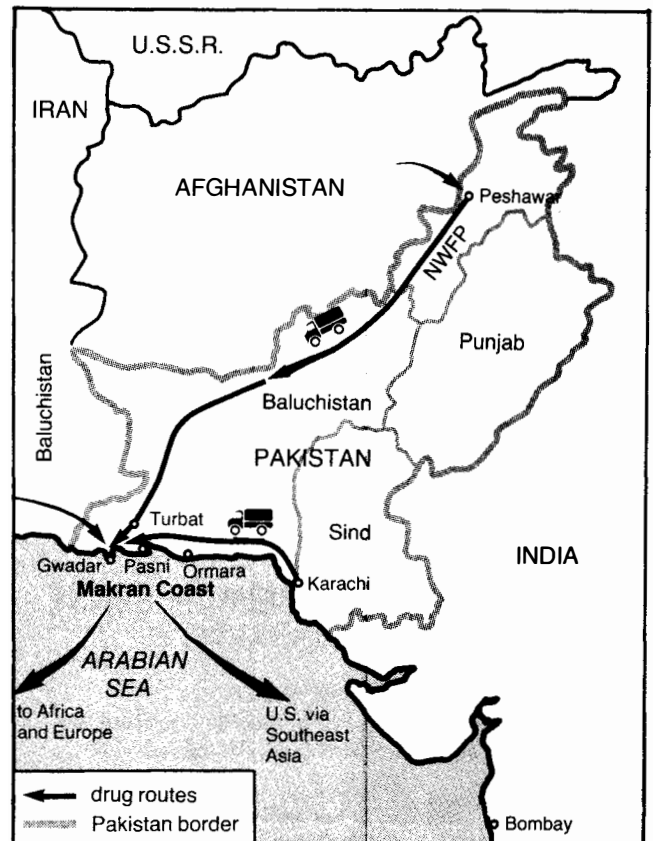 U.S.S.R.
IRAN
AFGHANISTAN
Peshawar
NWFP
Punjab
Baluchistan
Baluchistan
PAKISTAN
Turbat
Sind
INDIA
Gwadar
Pasni
Ormara
Karachi
Makran Coast
ARABIAN
SEA
to Africa
and Europe
U.S. via
Southeast
Asia
drug routes
Pakistan border
Bombay